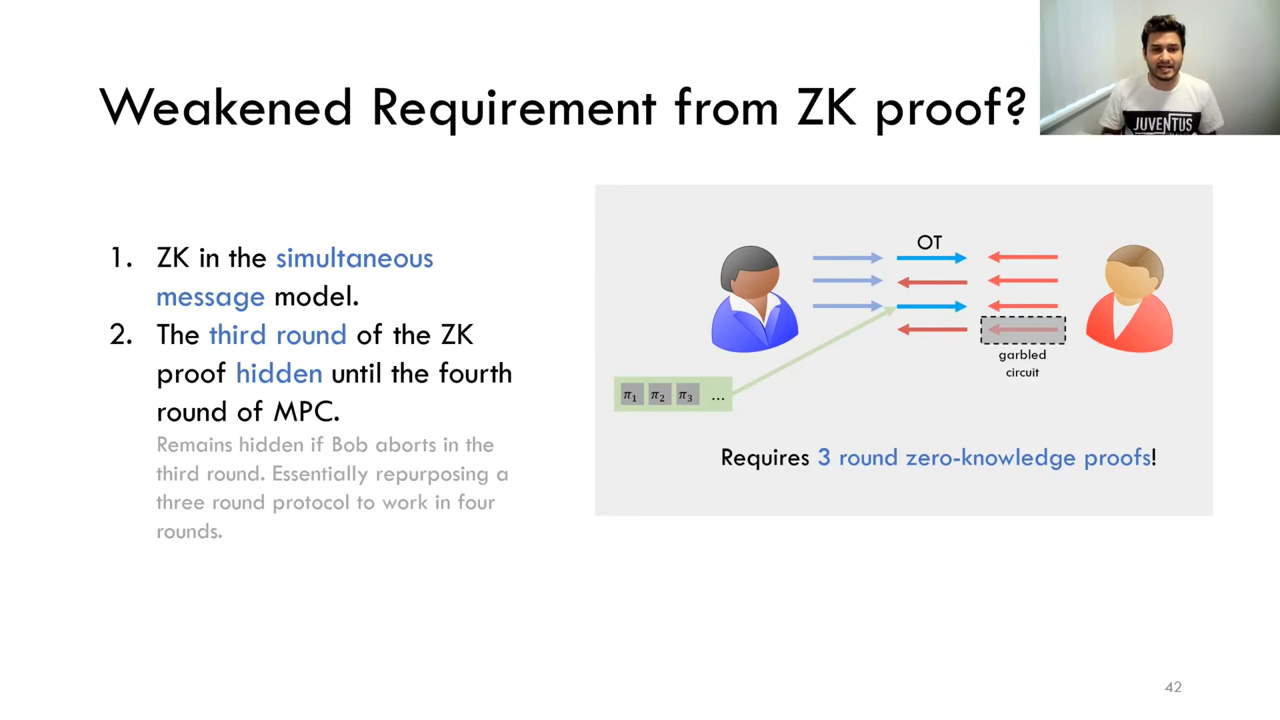 Weakened Requirement from ZK proof?
JUVENTUS
1. ZK in the simultaneous
message model.
2. The third round of the ZK
proof hidden until the fourth
round of MPC.
Remains hidden if Bob aborts in the
third round. Essentially repurposing a
three round protocol to work in four
rounds.
OT
garbled
circuit
π₁ π₂ π₃ ...
Requires 3 round zero-knowledge proofs!
42